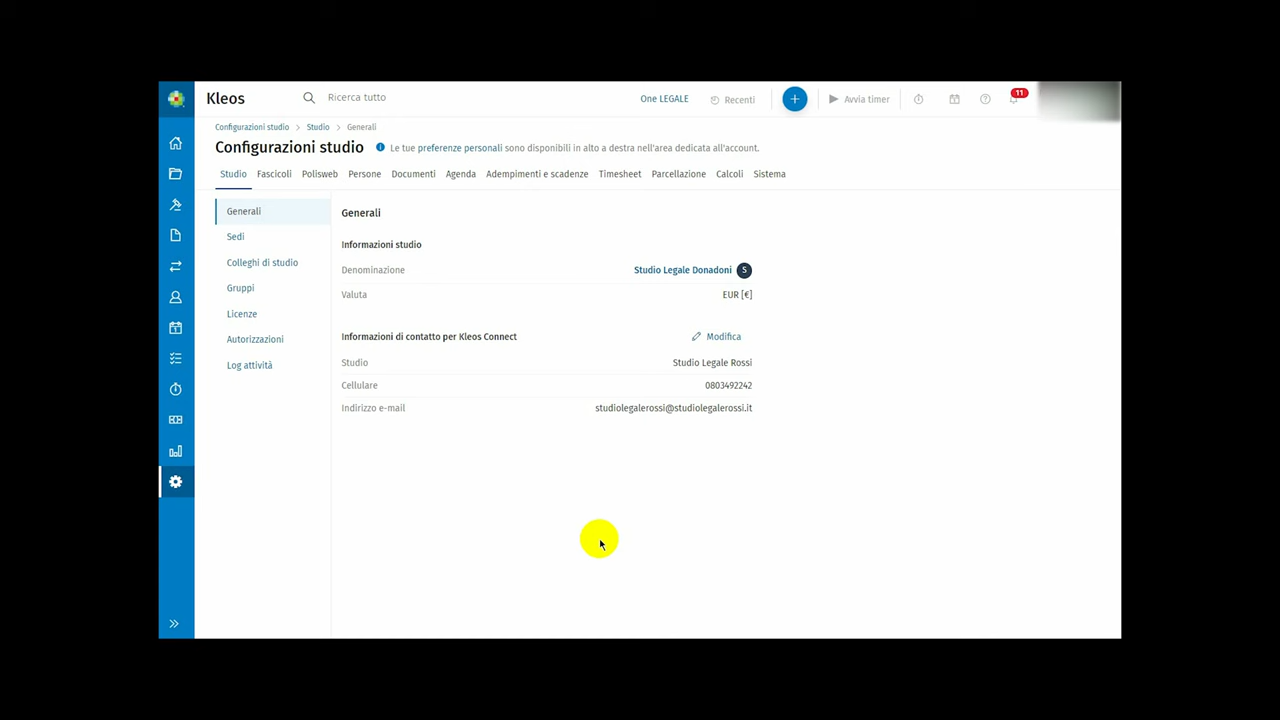 Kleos
Ricerca tutto
One LEGALE
Recenti
Avvia timer
11
Configurazioni studio > Studio > Generali
Configurazioni studio
Le tue preferenze personali sono disponibili in alto a destra nell'area dedicata all'account.
Studio Fascicoli Polisweb Persone Documenti Agenda Adempimenti e scadenze Timesheet Parcellazione Calcoli Sistema
Generali
Sedi
Colleghi di studio
Gruppi
Licenze
Autorizzazioni
Log attività
Generali
Informazioni studio
Denominazione Studio Legale Donadoni S
Valuta EUR [€]
Informazioni di contatto per Kleos Connect Modifica
Studio Studio Legale Rossi
Cellulare 0803492242
Indirizzo e-mail studiolegalerossi@studiolegalerossi.it